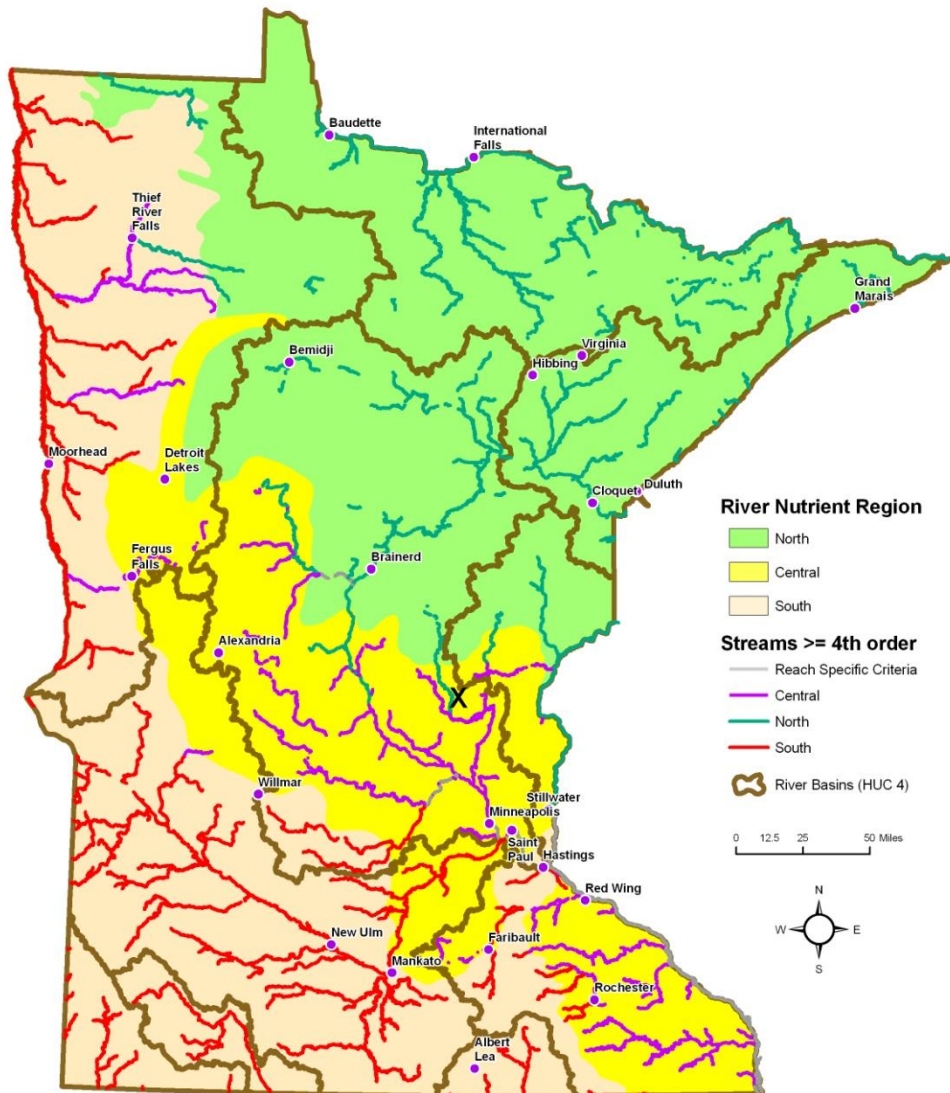 Baudette
International
Falls
Thief
River
Falls
Grand
Marais
Virginia
Bemidji
Hibbing
Moorhead
Detroit
Lakes
Duluth
Cloquet
River Nutrient Region
North
Central
South
Streams >= 4th order
Reach Specific Criteria
Central
North
South
River Basins (HUC 4)
0 12.5 25 50 Miles
N
W E
S
Brainerd
Fergus
Falls
Alexandria
X
Willmar
Stillwater
Minneapolis
Saint
Paul
Hastings
Red Wing
New Ulm
Faribault
Mankato
Rochester
Albert
Lea